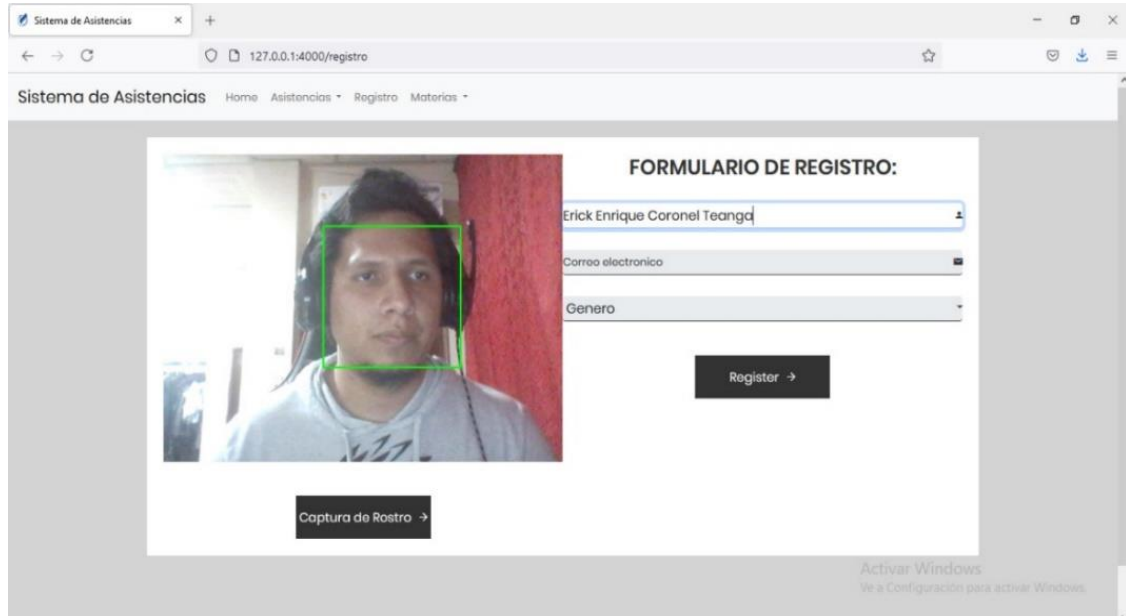 Sistema de Asistencias
127.0.0.1:4000/registro
Sistema de Asistencias Home Asistencias Registro Materias
FORMULARIO DE REGISTRO:
Erick Enrique Coronel Teanga
Correo electronico
Genero
Register →
Captura de Rostro →
Activar Windows
Ve a Configuración para activar Windows.